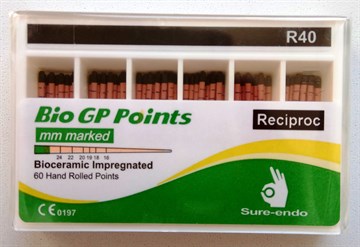 R40
Bio GP Points
mm marked
Reciproc
24 22 20 19 18 16
Bioceramic Impregnated
60 Hand Rolled Points
CE 0197
Sure-endo